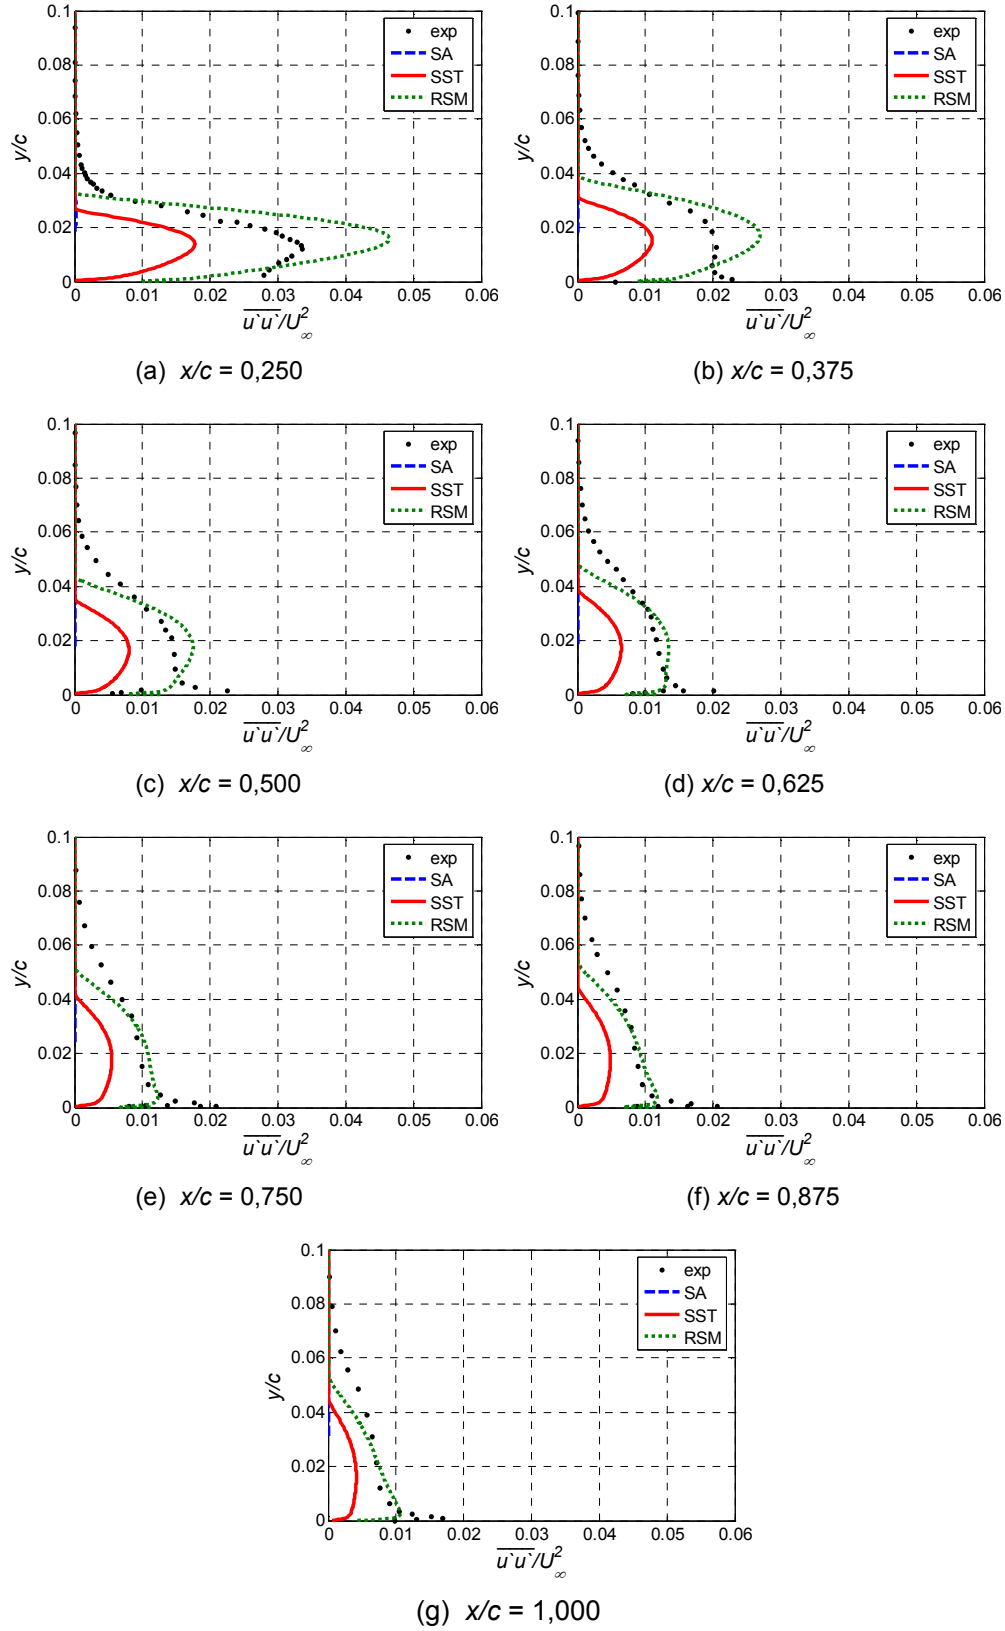 0.1
0.08
0.06
0.04
0.02
0
y/c
exp
SA
SST
RSM
0 0.01 0.02 0.03 0.04 0.05 0.06
u`u`/U∞²
(a) x/c = 0,250
0.1
0.08
0.06
0.04
0.02
0
y/c
exp
SA
SST
RSM
0 0.01 0.02 0.03 0.04 0.05 0.06
u`u`/U∞²
(b) x/c = 0,375
0.1
0.08
0.06
0.04
0.02
0
y/c
exp
SA
SST
RSM
0 0.01 0.02 0.03 0.04 0.05 0.06
u`u`/U∞²
(c) x/c = 0,500
0.1
0.08
0.06
0.04
0.02
0
y/c
exp
SA
SST
RSM
0 0.01 0.02 0.03 0.04 0.05 0.06
u`u`/U∞²
(d) x/c = 0,625
0.1
0.08
0.06
0.04
0.02
0
y/c
exp
SA
SST
RSM
0 0.01 0.02 0.03 0.04 0.05 0.06
u`u`/U∞²
(e) x/c = 0,750
0.1
0.08
0.06
0.04
0.02
0
y/c
exp
SA
SST
RSM
0 0.01 0.02 0.03 0.04 0.05 0.06
u`u`/U∞²
(f) x/c = 0,875
0.1
0.08
0.06
0.04
0.02
0
y/c
exp
SA
SST
RSM
0 0.01 0.02 0.03 0.04 0.05 0.06
u`u`/U∞²
(g) x/c = 1,000